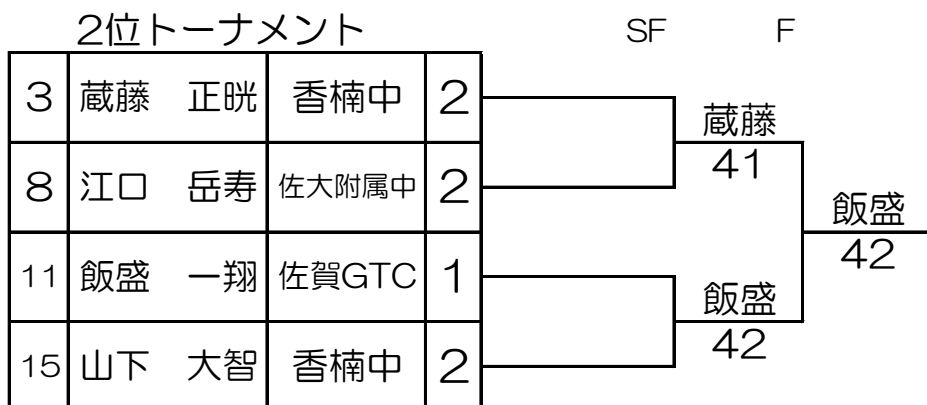 2位トーナメント SF F
3 蔵藤 正晄 香楠中 2
蔵藤
41
8 江口 岳寿 佐大附属中 2
飯盛
42
11 飯盛 一翔 佐賀GTC 1
飯盛
42
15 山下 大智 香楠中 2